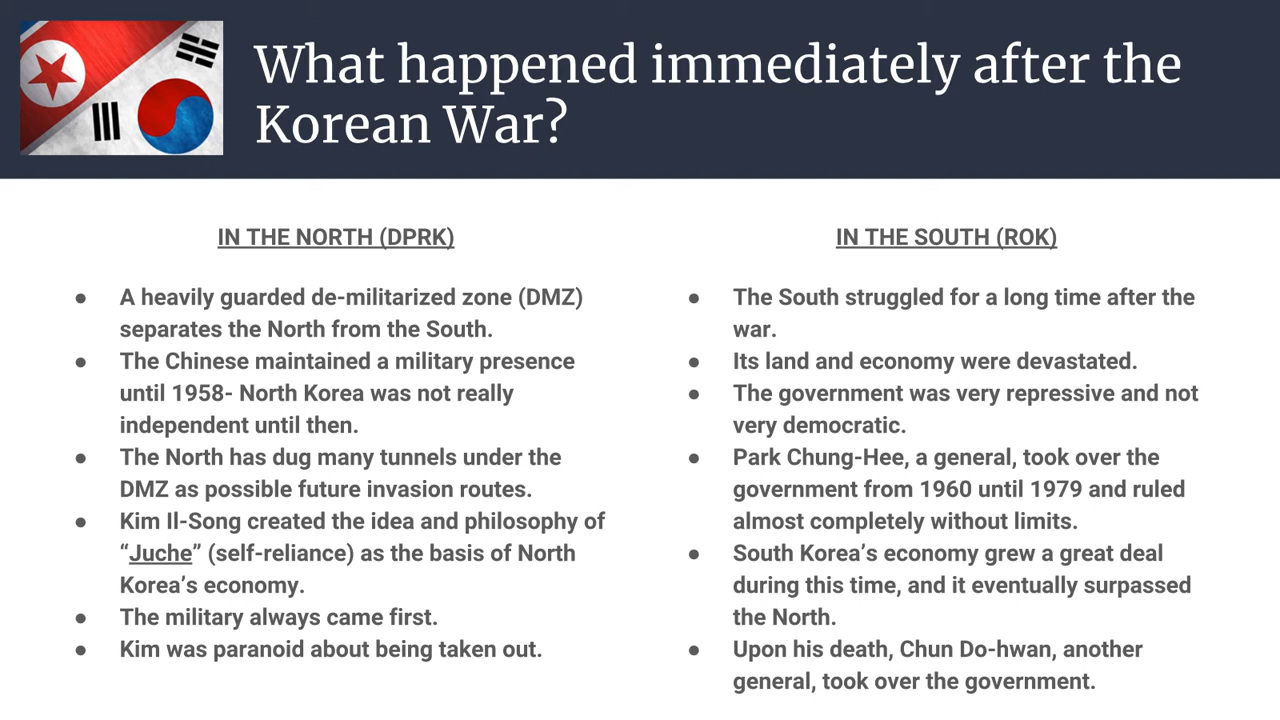 What happened immediately after the
Korean War?
IN THE NORTH (DPRK)
● A heavily guarded de-militarized zone (DMZ)
separates the North from the South.
● The Chinese maintained a military presence
until 1958- North Korea was not really
independent until then.
● The North has dug many tunnels under the
DMZ as possible future invasion routes.
● Kim Il-Song created the idea and philosophy of
“Juche” (self-reliance) as the basis of North
Korea’s economy.
● The military always came first.
● Kim was paranoid about being taken out.
IN THE SOUTH (ROK)
● The South struggled for a long time after the
war.
● Its land and economy were devastated.
● The government was very repressive and not
very democratic.
● Park Chung-Hee, a general, took over the
government from 1960 until 1979 and ruled
almost completely without limits.
● South Korea’s economy grew a great deal
during this time, and it eventually surpassed
the North.
● Upon his death, Chun Do-hwan, another
general, took over the government.